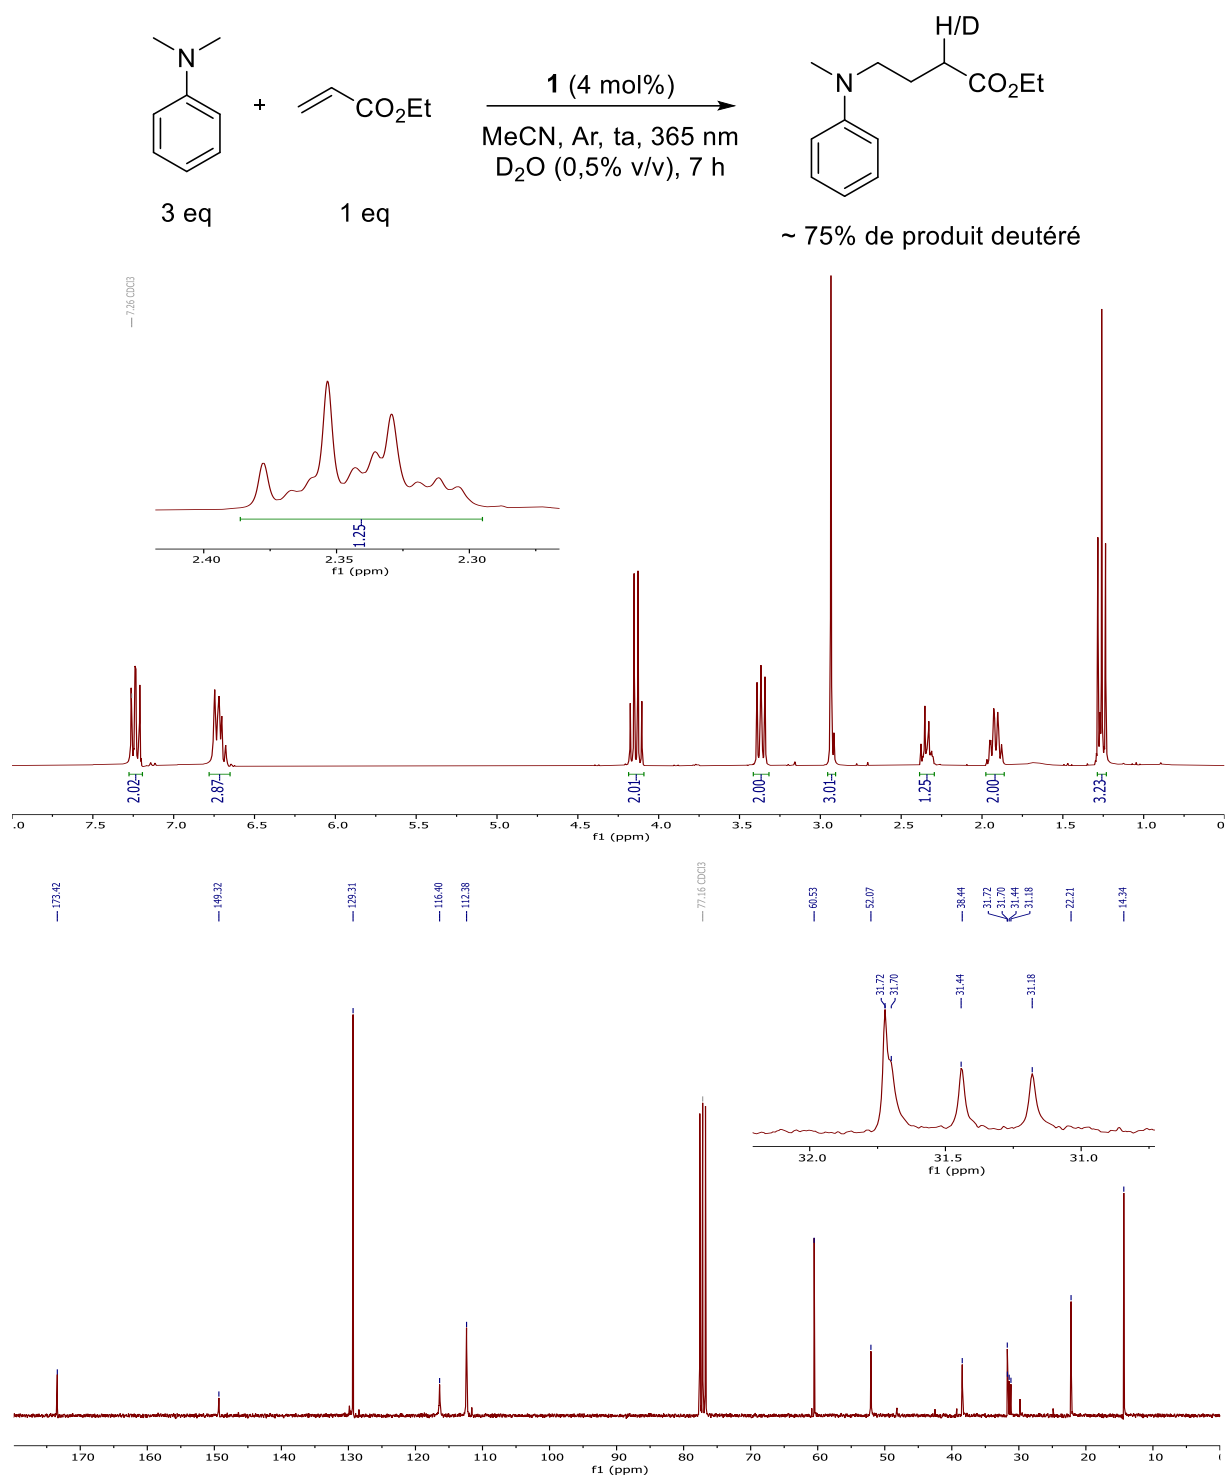 H/D
N
N
CO2Et
+
CO2Et
1 (4 mol%)
MeCN, Ar, ta, 365 nm
D2O (0,5% v/v), 7 h
3 eq
1 eq
~ 75% de produit deutéré
7.26 CDCl3
1.25
2.40 2.35 2.30
f1 (ppm)
2.02 2.87 2.01 2.00 3.01 1.25 2.00 3.23
.0 7.5 7.0 6.5 6.0 5.5 5.0 4.5 4.0 3.5 3.0 2.5 2.0 1.5 1.0 0
f1 (ppm)
173.42 149.32 129.31 116.40 112.38 77.16 CDCl3 60.53 52.07 38.44 31.72 31.70 31.44 31.18 22.21 14.34
31.72 31.70 31.44 31.18
32.0 31.5 31.0
f1 (ppm)
170 160 150 140 130 120 110 100 90 80 70 60 50 40 30 20 10
f1 (ppm)